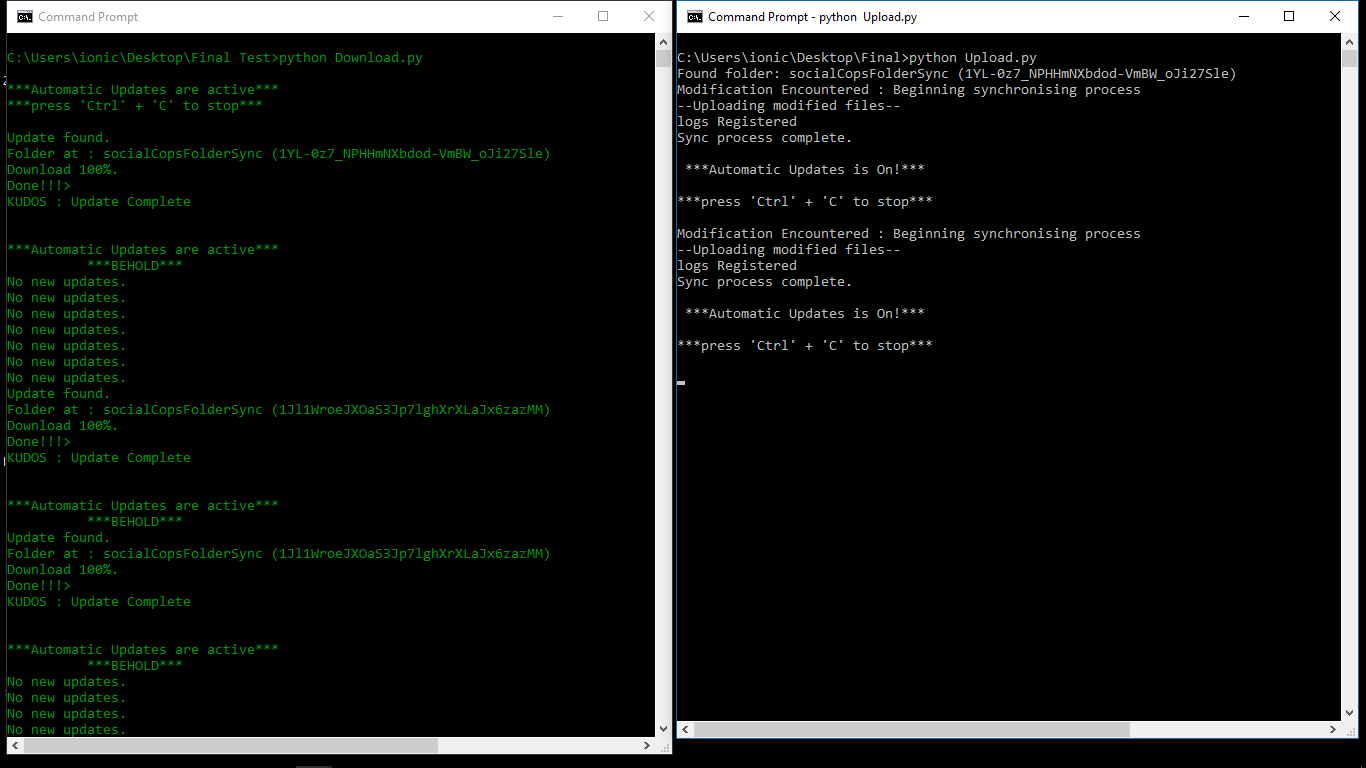 Command Prompt
C:\Users\ionic\Desktop\Final Test>python Download.py
***Automatic Updates are active***
***press 'Ctrl' + 'C' to stop***
Update found.
Folder at : socialCopsFolderSync (1YL-0z7_NPHHmNXbdod-VmBW_oJi27Sle)
Download 100%.
Done!!!>
KUDOS : Update Complete
***Automatic Updates are active***
***BEHOLD***
No new updates.
No new updates.
No new updates.
No new updates.
No new updates.
No new updates.
No new updates.
Update found.
Folder at : socialCopsFolderSync (1Jl1WroeJXOaS3Jp7lghXrXLaJx6zazMM)
Download 100%.
Done!!!>
KUDOS : Update Complete
***Automatic Updates are active***
***BEHOLD***
Update found.
Folder at : socialCopsFolderSync (1Jl1WroeJXOaS3Jp7lghXrXLaJx6zazMM)
Download 100%.
Done!!!>
KUDOS : Update Complete
***Automatic Updates are active***
***BEHOLD***
No new updates.
No new updates.
No new updates.
No new updates.
Command Prompt - python  Upload.py
C:\Users\ionic\Desktop\Final>python Upload.py
Found folder: socialCopsFolderSync (1YL-0z7_NPHHmNXbdod-VmBW_oJi27Sle)
Modification Encountered : Beginning synchronising process
--Uploading modified files--
logs Registered
Sync process complete.
***Automatic Updates is On!***
***press 'Ctrl' + 'C' to stop***
Modification Encountered : Beginning synchronising process
--Uploading modified files--
logs Registered
Sync process complete.
***Automatic Updates is On!***
***press 'Ctrl' + 'C' to stop***